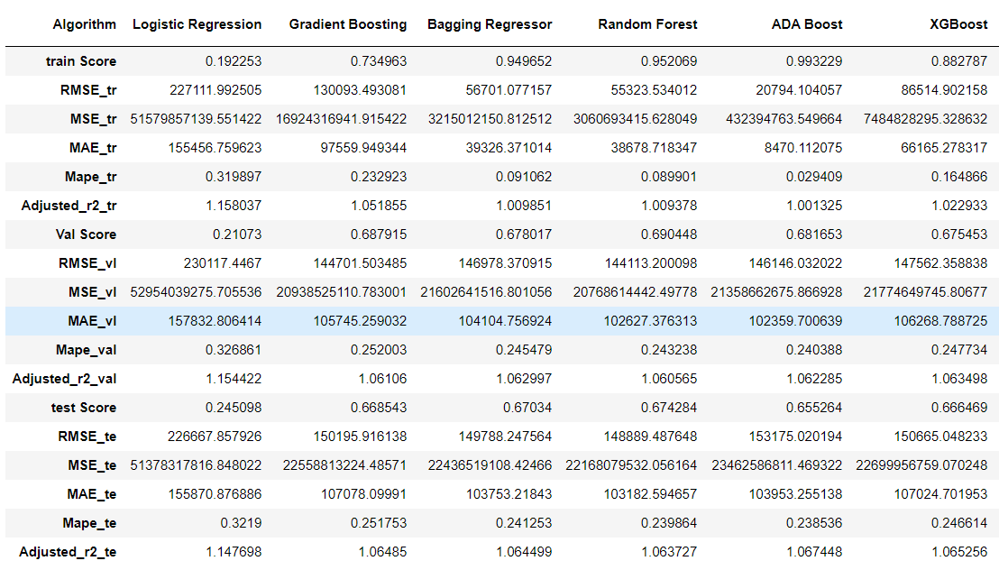 Algorithm Logistic Regression Gradient Boosting Bagging Regressor Random Forest ADA Boost XGBoost
train Score 0.192253 0.734963 0.949652 0.952069 0.993229 0.882787
RMSE_tr 227111.992505 130093.493081 56701.077157 55323.534012 20794.104057 86514.902158
MSE_tr 51579857139.551422 16924316941.915422 3215012150.812512 3060693415.628049 432394763.549664 7484828295.328632
MAE_tr 155456.759623 97559.949344 39326.371014 38678.718347 8470.112075 66165.278317
Mape_tr 0.319897 0.232923 0.091062 0.089901 0.029409 0.164866
Adjusted_r2_tr 1.158037 1.051855 1.009851 1.009378 1.001325 1.022933
Val Score 0.21073 0.687915 0.678017 0.690448 0.681653 0.675453
RMSE_vl 230117.4467 144701.503485 146978.370915 144113.200098 146146.032022 147562.358838
MSE_vl 52954039275.705536 20938525110.783001 21602641516.801056 20768614442.49778 21358662675.866928 21774649745.80677
MAE_vl 157832.806414 105745.259032 104104.756924 102627.376313 102359.700639 106268.788725
Mape_val 0.326861 0.252003 0.245479 0.243238 0.240388 0.247734
Adjusted_r2_val 1.154422 1.06106 1.062997 1.060565 1.062285 1.063498
test Score 0.245098 0.668543 0.67034 0.674284 0.655264 0.666469
RMSE_te 226667.857926 150195.916138 149788.247564 148889.487648 153175.020194 150665.048233
MSE_te 51378317816.848022 22558813224.48571 22436519108.42466 22168079532.056164 23462586811.469322 22699956759.070248
MAE_te 155870.876886 107078.09991 103753.21843 103182.594657 103953.255138 107024.701953
Mape_te 0.3219 0.251753 0.241253 0.239864 0.238536 0.246614
Adjusted_r2_te 1.147698 1.06485 1.064499 1.063727 1.067448 1.065256